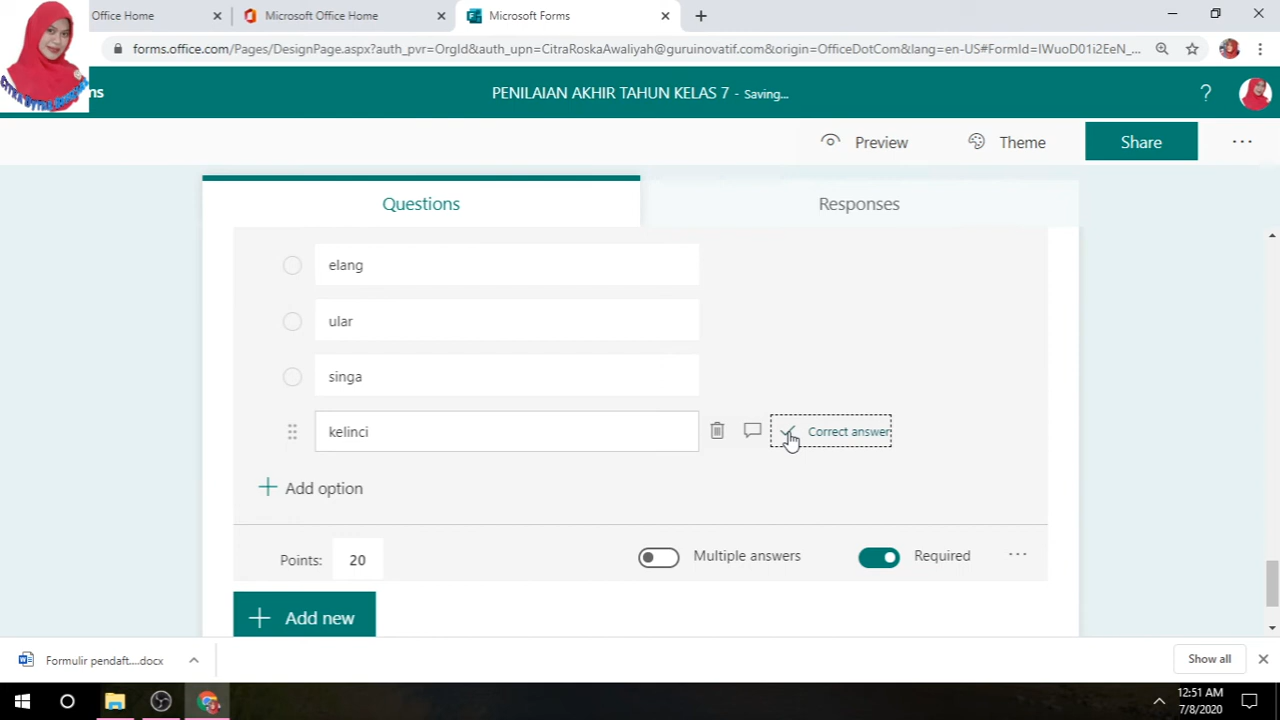 Office Home
Microsoft Office Home
Microsoft Forms
forms.office.com/Pages/DesignPage.aspx?auth_pvr=OrgId&auth_upn=CitraRoskaAwaliyah@guruinovatif.com&origin=OfficeDotCom&lang=en-US#FormId=IWuoD01i2EeN_...
ns
PENILAIAN AKHIR TAHUN KELAS 7 - Saving...
?
Preview
Theme
Share
Questions
Responses
elang
ular
singa
kelinci
Correct answer
Add option
Points: 20
Multiple answers
Required
Add new
Formulir pendaft....docx
Show all
12:51 AM
7/8/2020